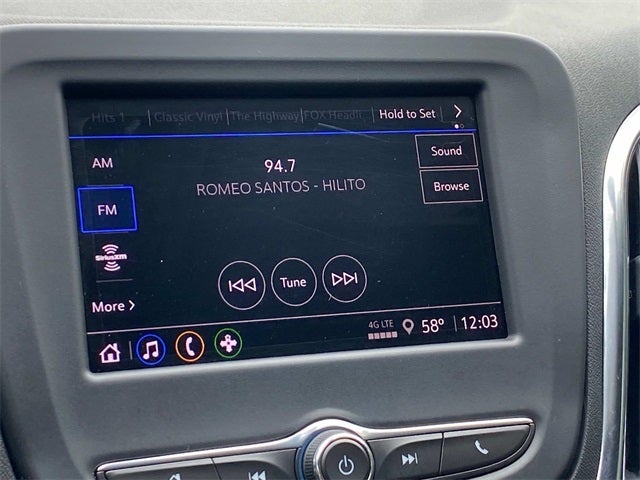 Hits 1 Classic Vinyl The Highway FOX Headli Hold to Set
AM
94.7
Sound
ROMEO SANTOS - HILITO
Browse
FM
SiriusXM
Tune
More
4G LTE
58° 12:03